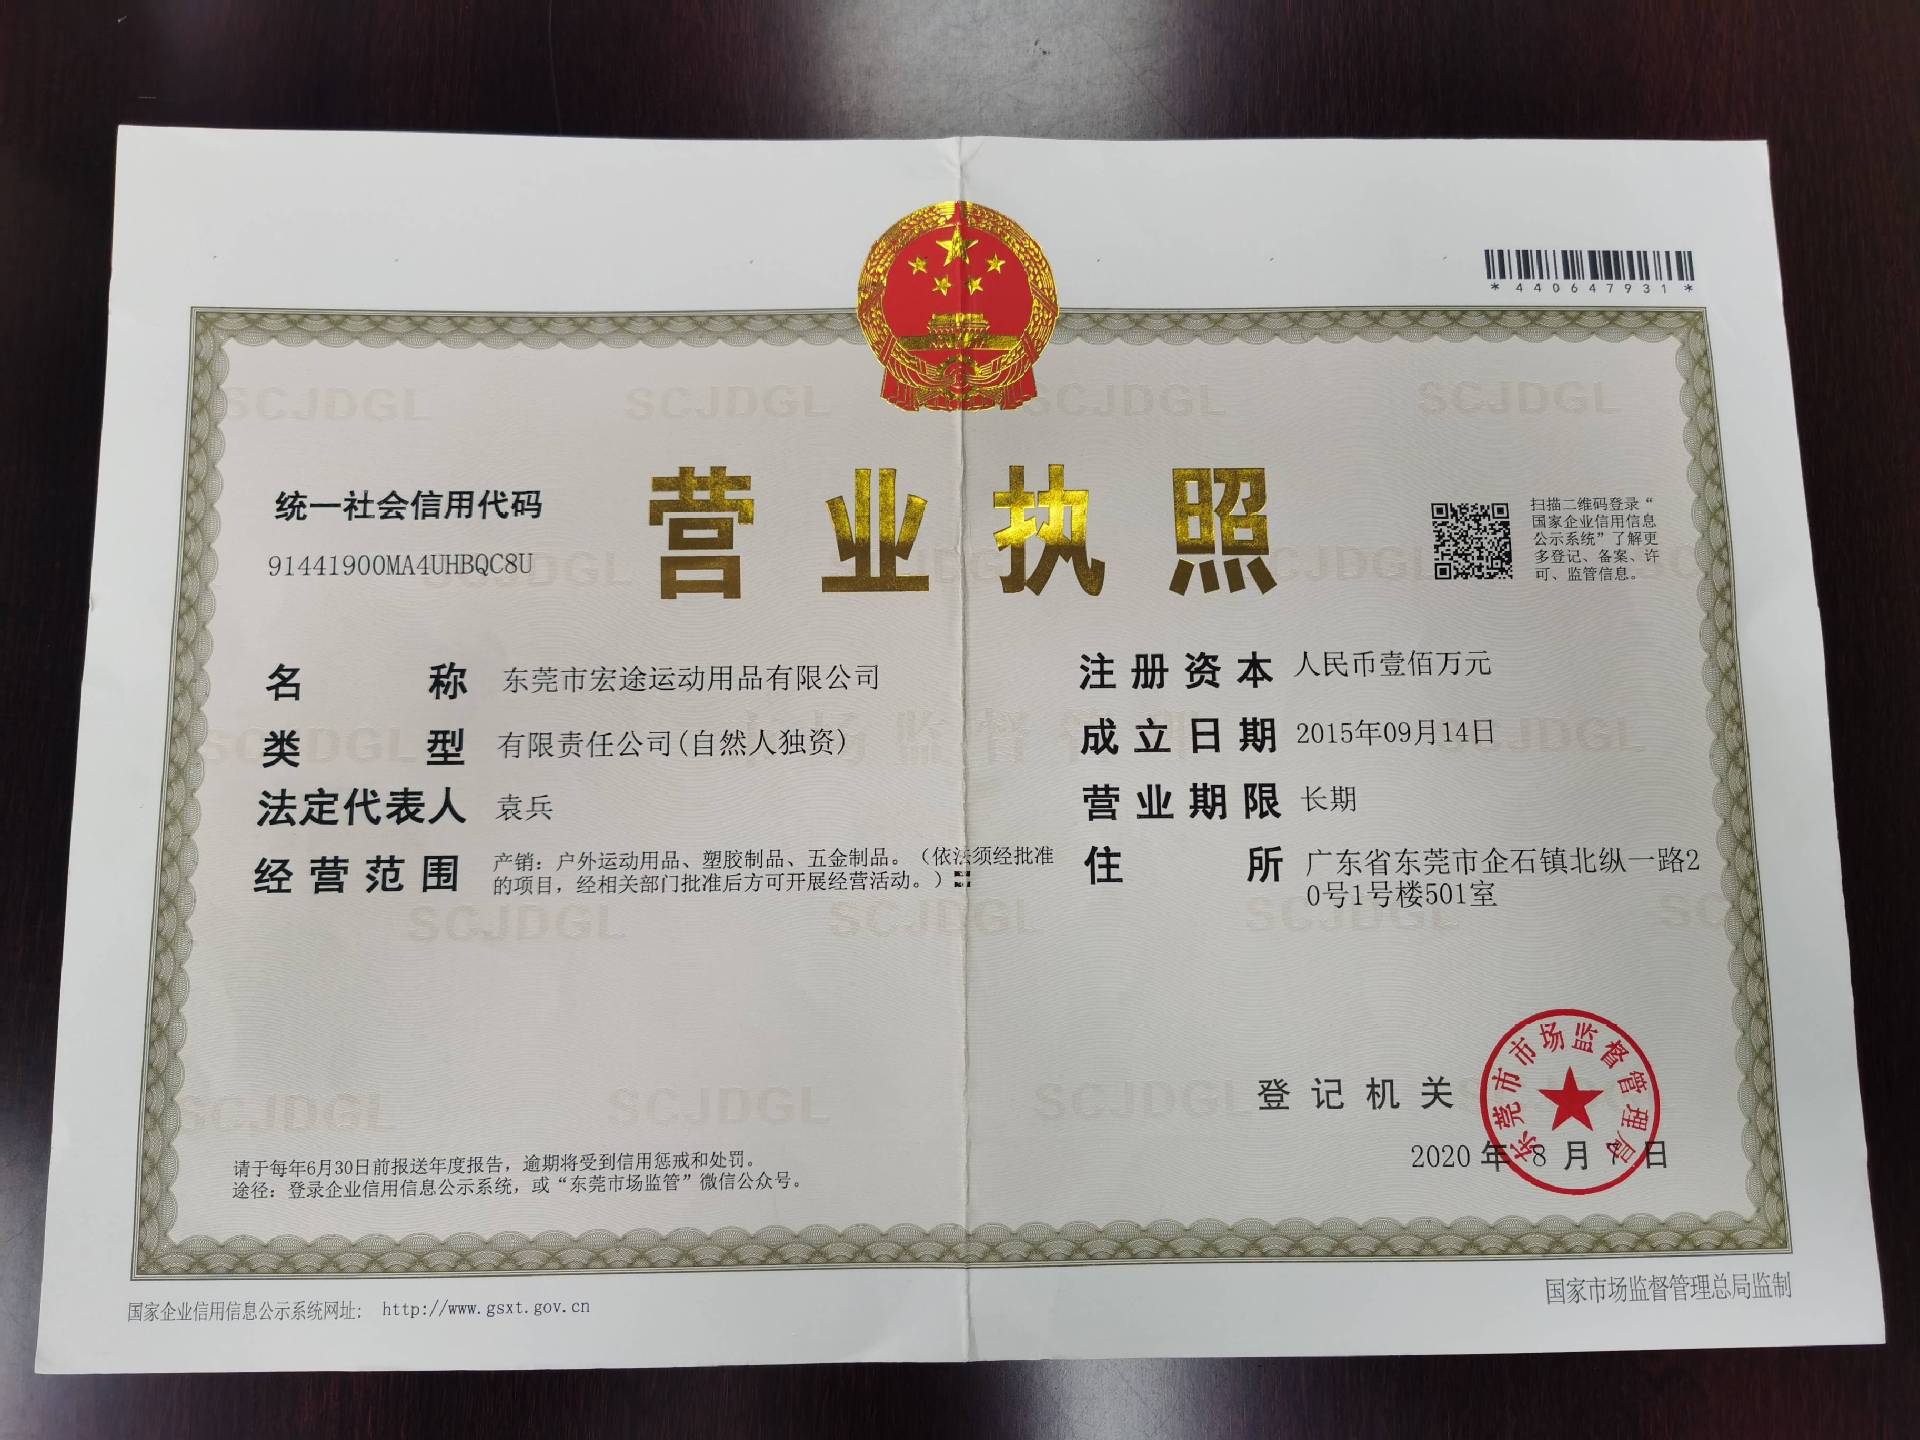 *440647931*
SCJDGL SCJDGL SCJDGL SCJDGL
营业执照
统一社会信用代码
91441900MA4UHBQC8U
扫描二维码登录“
国家企业信用信息
公示系统”了解更
多登记、备案、许
可、监管信息。
名称 东莞市宏途运动用品有限公司
类型 有限责任公司(自然人独资)
法定代表人 袁兵
经营范围 产销：户外运动用品、塑胶制品、五金制品。（依法须经批准
的项目，经相关部门批准后方可开展经营活动。）
注册资本 人民币壹佰万元
成立日期 2015年09月14日
营业期限 长期
住所 广东省东莞市企石镇北纵一路2
0号1号楼501室
SCJDGL SCJDGL SCJDGL
SCJDGL SCJDGL SCJDGL
登记机关
东莞市市场监督管理局
2020年8月7日
请于每年6月30日前报送年度报告，逾期将受到信用惩戒和处罚。
途径：登录企业信用信息公示系统，或“东莞市场监管”微信公众号。
国家企业信用信息公示系统网址： http://www.gsxt.gov.cn
国家市场监督管理总局监制